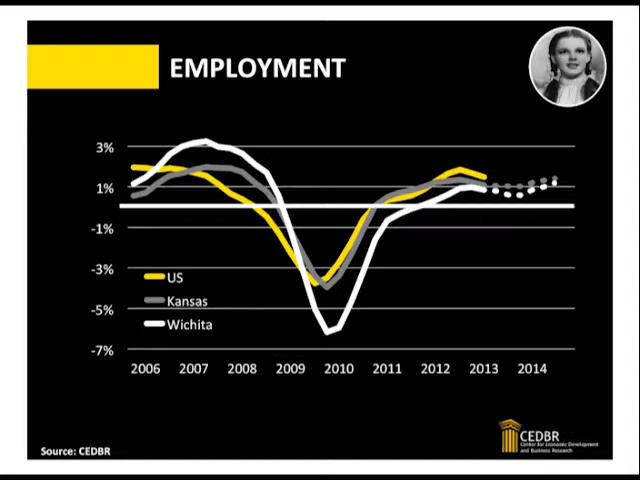 EMPLOYMENT
3%
1%
-1%
-3%
-5%
-7%
US
Kansas
Wichita
2006 2007 2008 2009 2010 2011 2012 2013 2014
CEDBR
Center for Economic Development
and Business Research
Source: CEDBR